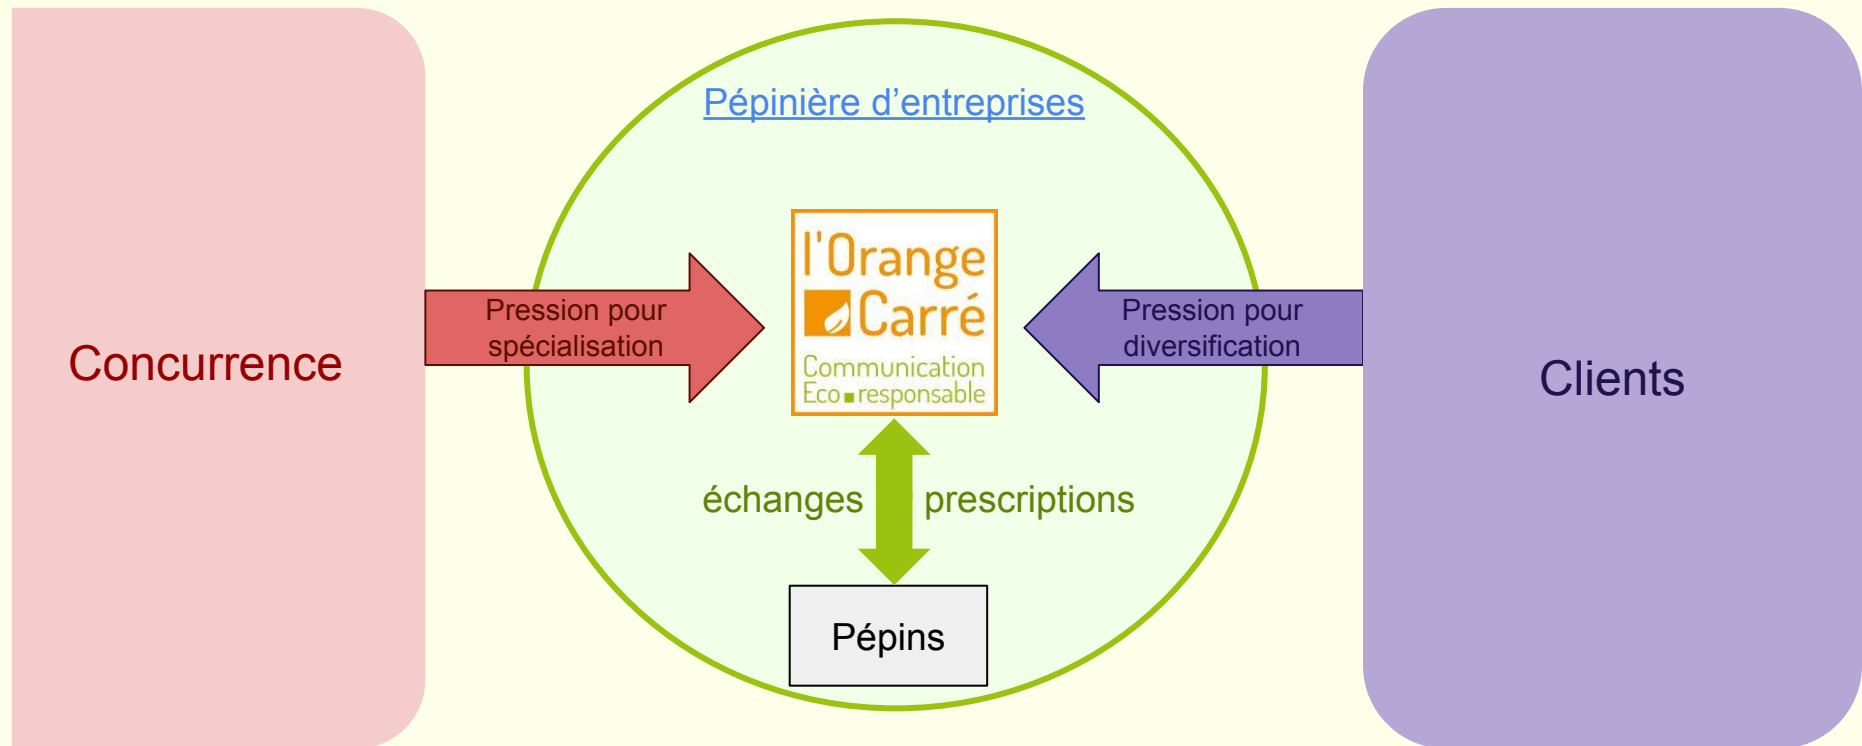 Pépinière d'entreprises
Concurrence
Pression pour
spécialisation
l'Orange
Carré
Communication
Eco responsable
Pression pour
diversification
Clients
échanges prescriptions
Pépins